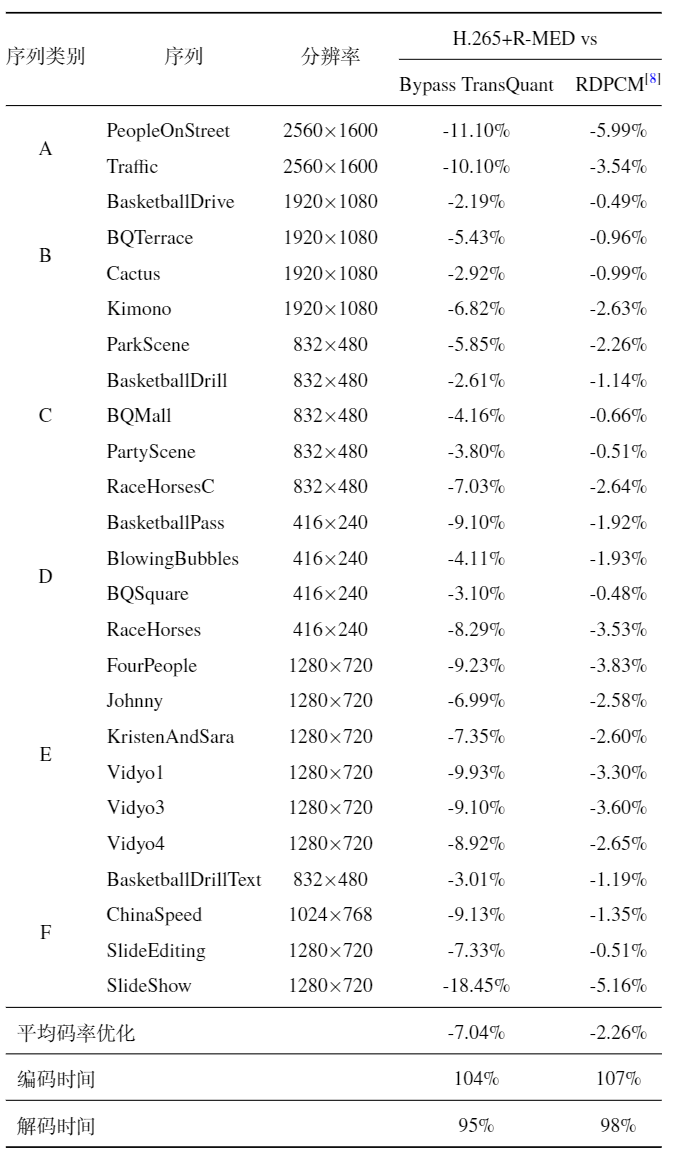 序列类别 序列 分辨率 H.265+R-MED vs
Bypass TransQuant RDPCM[8]
A PeopleOnStreet 2560×1600 -11.10% -5.99%
Traffic 2560×1600 -10.10% -3.54%
B BasketballDrive 1920×1080 -2.19% -0.49%
BQTerrace 1920×1080 -5.43% -0.96%
Cactus 1920×1080 -2.92% -0.99%
Kimono 1920×1080 -6.82% -2.63%
ParkScene 832×480 -5.85% -2.26%
BasketballDrill 832×480 -2.61% -1.14%
C BQMall 832×480 -4.16% -0.66%
PartyScene 832×480 -3.80% -0.51%
RaceHorsesC 832×480 -7.03% -2.64%
BasketballPass 416×240 -9.10% -1.92%
D BlowingBubbles 416×240 -4.11% -1.93%
BQSquare 416×240 -3.10% -0.48%
RaceHorses 416×240 -8.29% -3.53%
FourPeople 1280×720 -9.23% -3.83%
Johnny 1280×720 -6.99% -2.58%
E KristenAndSara 1280×720 -7.35% -2.60%
Vidyo1 1280×720 -9.93% -3.30%
Vidyo3 1280×720 -9.10% -3.60%
Vidyo4 1280×720 -8.92% -2.65%
BasketballDrillText 832×480 -3.01% -1.19%
F ChinaSpeed 1024×768 -9.13% -1.35%
SlideEditing 1280×720 -7.33% -0.51%
SlideShow 1280×720 -18.45% -5.16%
平均码率优化 -7.04% -2.26%
编码时间 104% 107%
解码时间 95% 98%